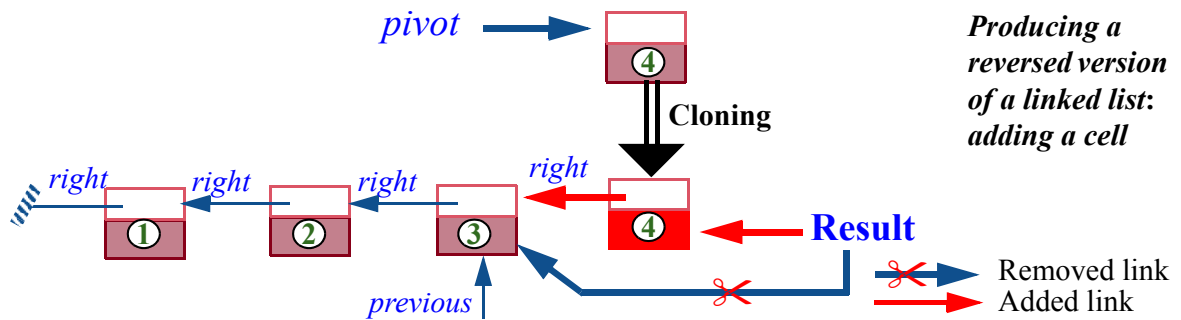 pivot
4
Producing a
reversed version
of a linked list:
adding a cell
Cloning
right
right
right
right
1
2
3
4
Result
previous
Removed link
Added link